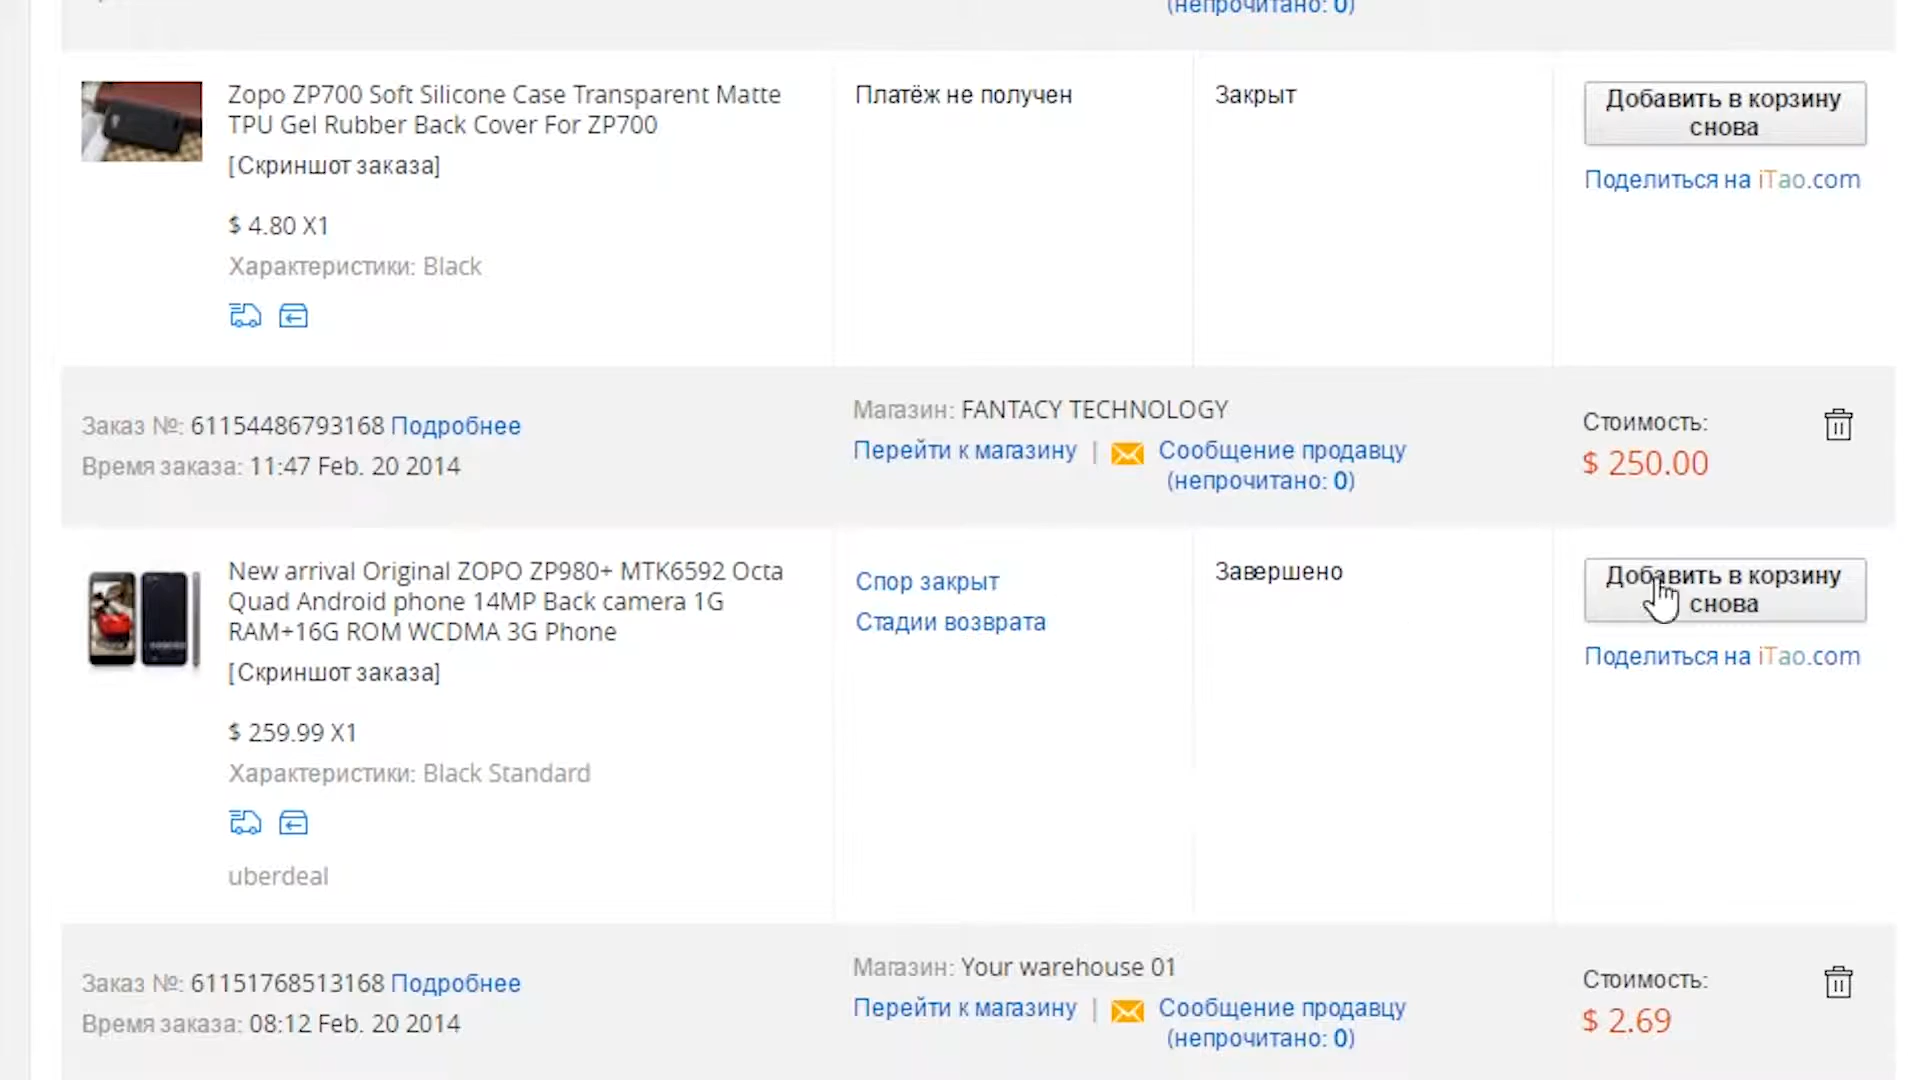 (непрочитано: 0)
Zopo ZP700 Soft Silicone Case Transparent Matte
TPU Gel Rubber Back Cover For ZP700
[Скриншот заказа]
$ 4.80 X1
Характеристики: Black
Платёж не получен
Закрыт
Добавить в корзину
снова
Поделиться на iTao.com
Заказ №: 61154486793168 Подробнее
Время заказа: 11:47 Feb. 20 2014
Магазин: FANTACY TECHNOLOGY
Перейти к магазину | Сообщение продавцу
(непрочитано: 0)
Стоимость:
$ 250.00
New arrival Original ZOPO ZP980+ MTK6592 Octa
Quad Android phone 14MP Back camera 1G
RAM+16G ROM WCDMA 3G Phone
[Скриншот заказа]
$ 259.99 X1
Характеристики: Black Standard
uberdeal
Спор закрыт
Стадии возврата
Завершено
Добавить в корзину
снова
Поделиться на iTao.com
Заказ №: 61151768513168 Подробнее
Время заказа: 08:12 Feb. 20 2014
Магазин: Your warehouse 01
Перейти к магазину | Сообщение продавцу
(непрочитано: 0)
Стоимость:
$ 2.69